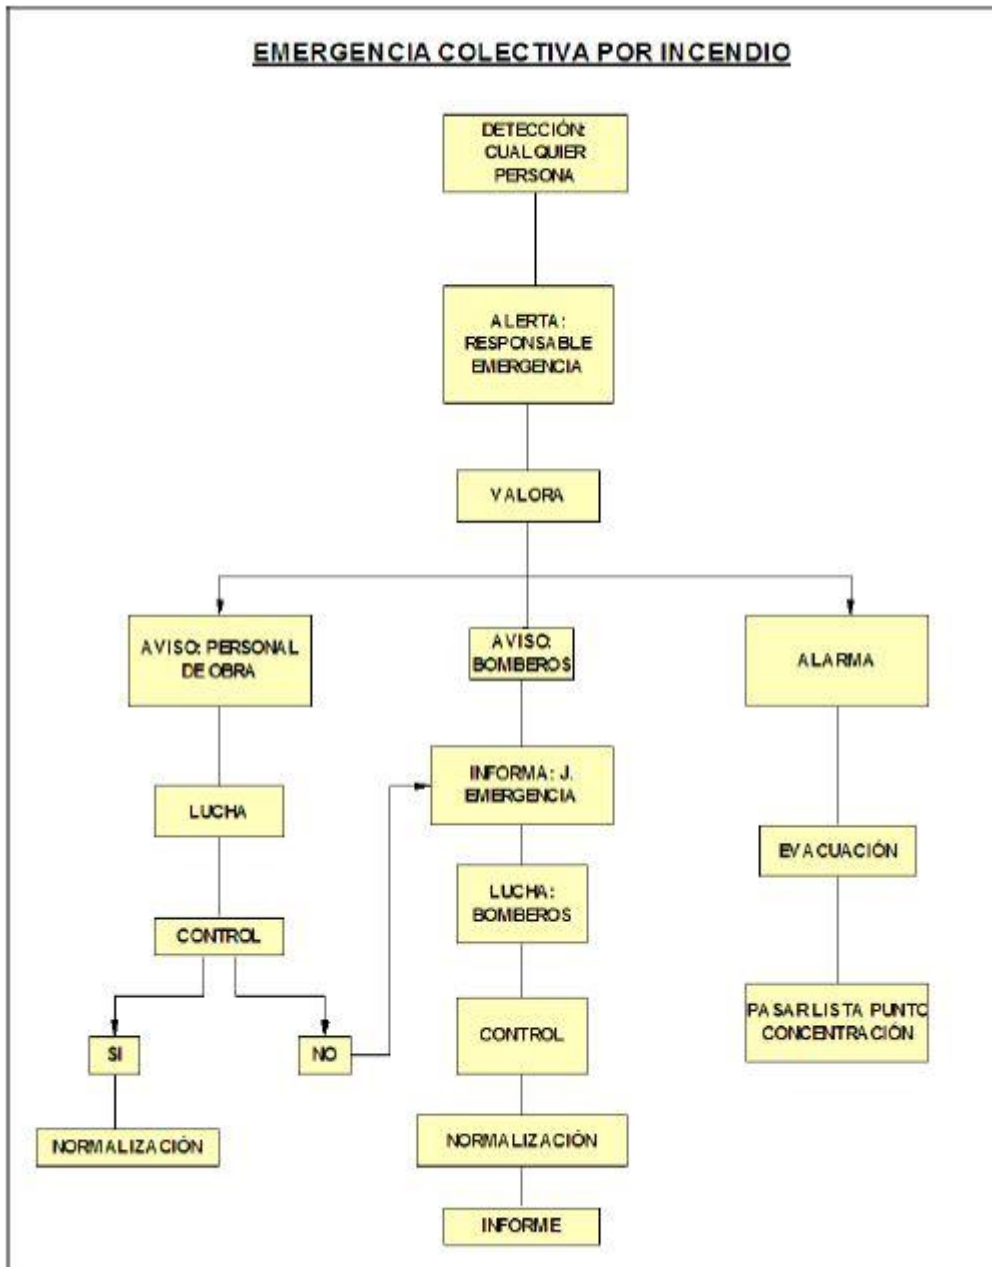 EMERGENCIA COLECTIVA POR INCENDIO
DETECCIÓN:
CUALQUIER
PERSONA
ALERTA:
RESPONSABLE
EMERGENCIA
VALORA
AVISO: PERSONAL
DE OBRA
AVISO:
BOMBEROS
ALARMA
INFORMA: J.
EMERGENCIA
LUCHA
EVACUACIÓN
LUCHA:
BOMBEROS
CONTROL
CONTROL
PASAR LISTA PUNTO
CONCENTRACIÓN
SI
NO
NORMALIZACIÓN
NORMALIZACIÓN
INFORME